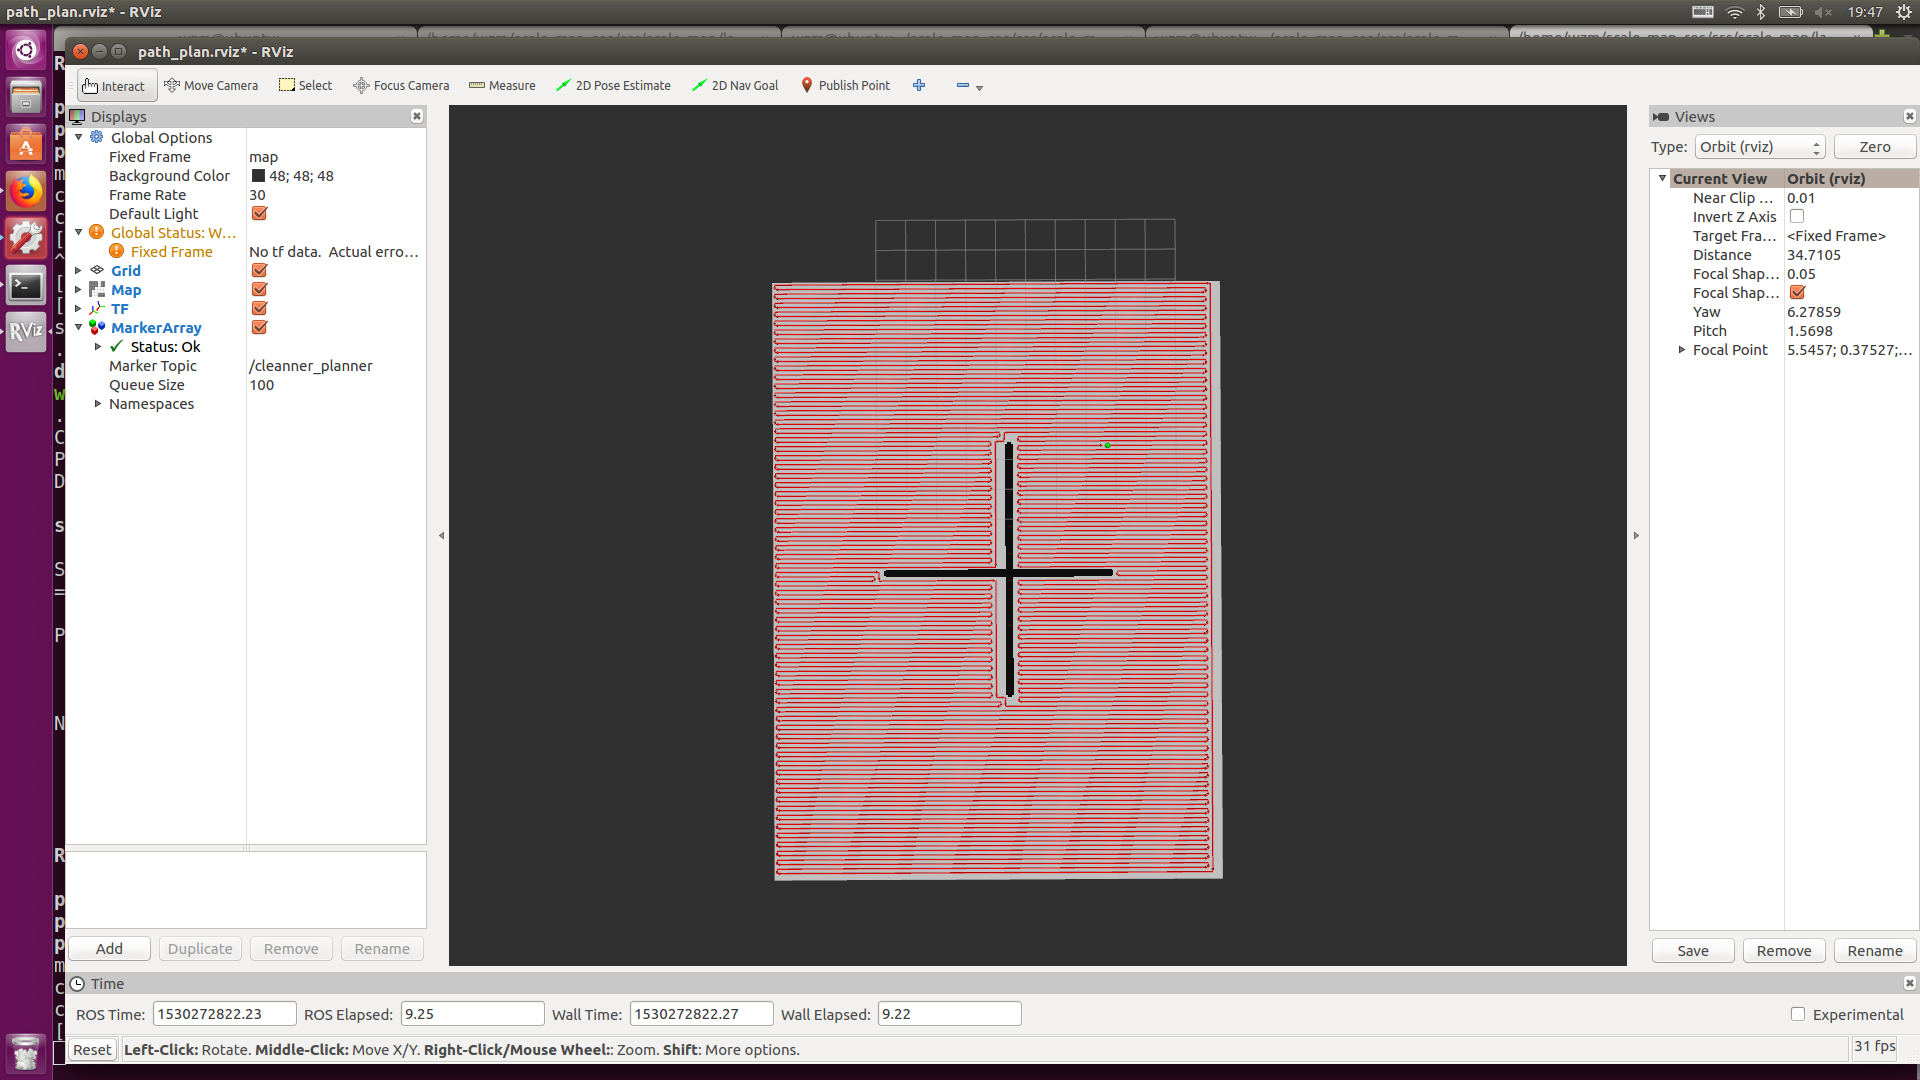 path_plan.rviz* - RViz
19:47
path_plan.rviz* - RViz
Interact
Move Camera
Select
Focus Camera
Measure
2D Pose Estimate
2D Nav Goal
Publish Point
Displays
Global Options
Fixed Frame
map
Background Color
48; 48; 48
Frame Rate
30
Default Light
Global Status: W...
Fixed Frame
No tf data.  Actual erro...
Grid
Map
TF
MarkerArray
Status: Ok
Marker Topic
/cleanner_planner
Queue Size
100
Namespaces
Add
Duplicate
Remove
Rename
Views
Type:
Orbit (rviz)
Zero
Current View
Orbit (rviz)
Near Clip ...
0.01
Invert Z Axis
Target Fra...
<Fixed Frame>
Distance
34.7105
Focal Shap...
0.05
Focal Shap...
Yaw
6.27859
Pitch
1.5698
Focal Point
5.5457; 0.37527;...
Save
Remove
Rename
Time
ROS Time:
1530272822.23
ROS Elapsed:
9.25
Wall Time:
1530272822.27
Wall Elapsed:
9.22
Experimental
Reset
Left-Click: Rotate. Middle-Click: Move X/Y. Right-Click/Mouse Wheel:: Zoom. Shift: More options.
31 fps
RViz